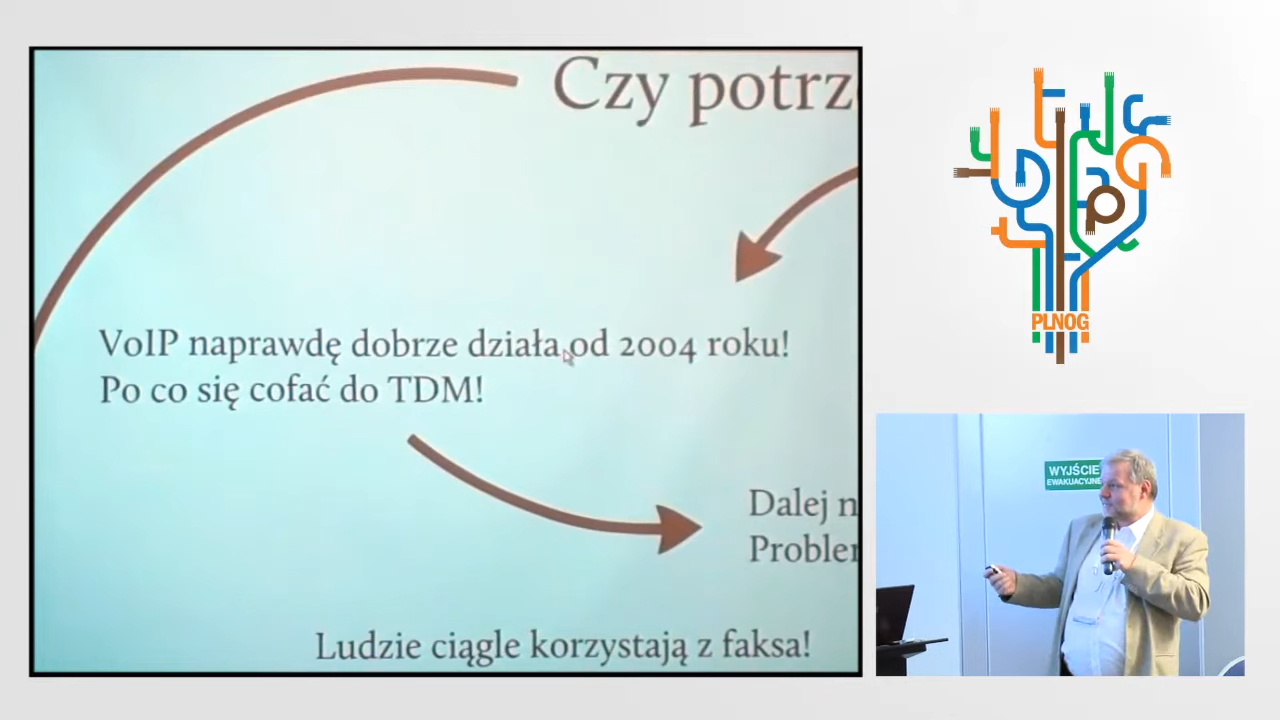 Czy potrz
VoIP naprawdę dobrze działa od 2004 roku!
Po co się cofać do TDM!
Dalej n
Probler
Ludzie ciągle korzystają z faksa!
PLNOG
WYJŚCIE
EWAKUACYJNE